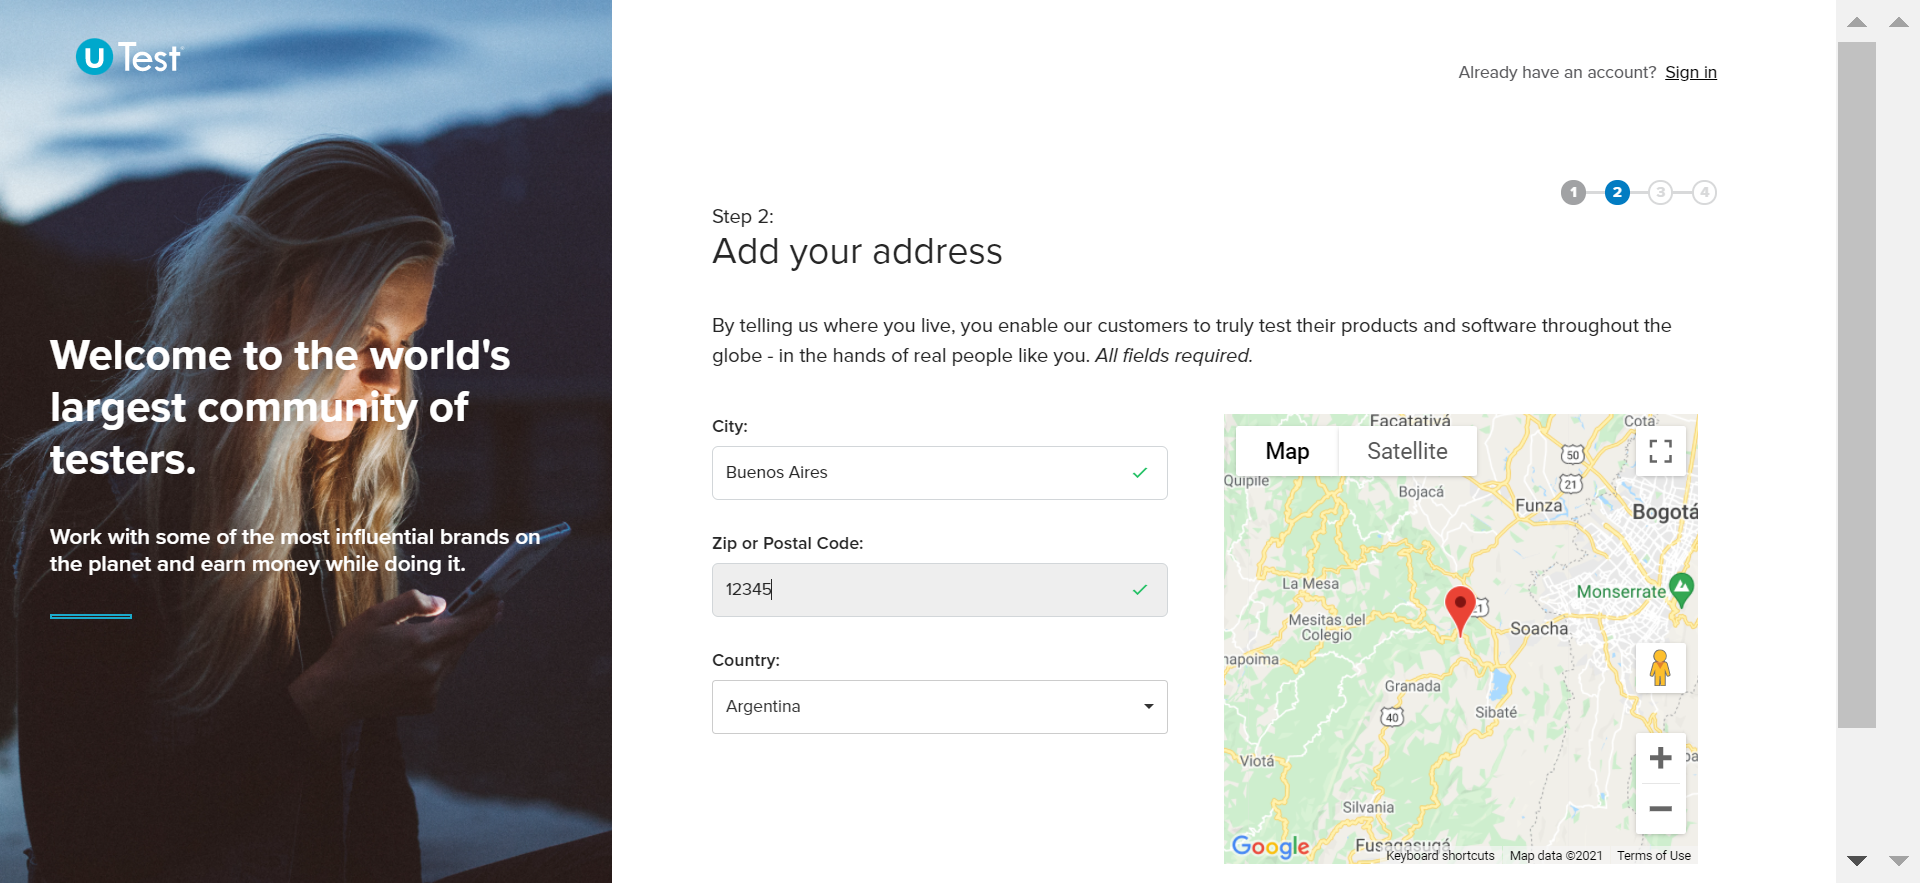 U Test
Already have an account? Sign in
1 2 3 4
Step 2:
Add your address
By telling us where you live, you enable our customers to truly test their products and software throughout the
globe - in the hands of real people like you. All fields required.
Welcome to the world's
largest community of
testers.
Work with some of the most influential brands on
the planet and earn money while doing it.
City:
Buenos Aires
Zip or Postal Code:
12345
Country:
Argentina
Map
Satellite
Facatativá
Cota
50
21
Quipile
Bojacá
Funza
Bogotá
La Mesa
Monserrate
Mesitas del
Colegio
21
Soacha
napoima
Granada
40
Sibaté
Viotá
Silvania
Fusagasugá
Google
Keyboard shortcuts
Map data ©2021
Terms of Use